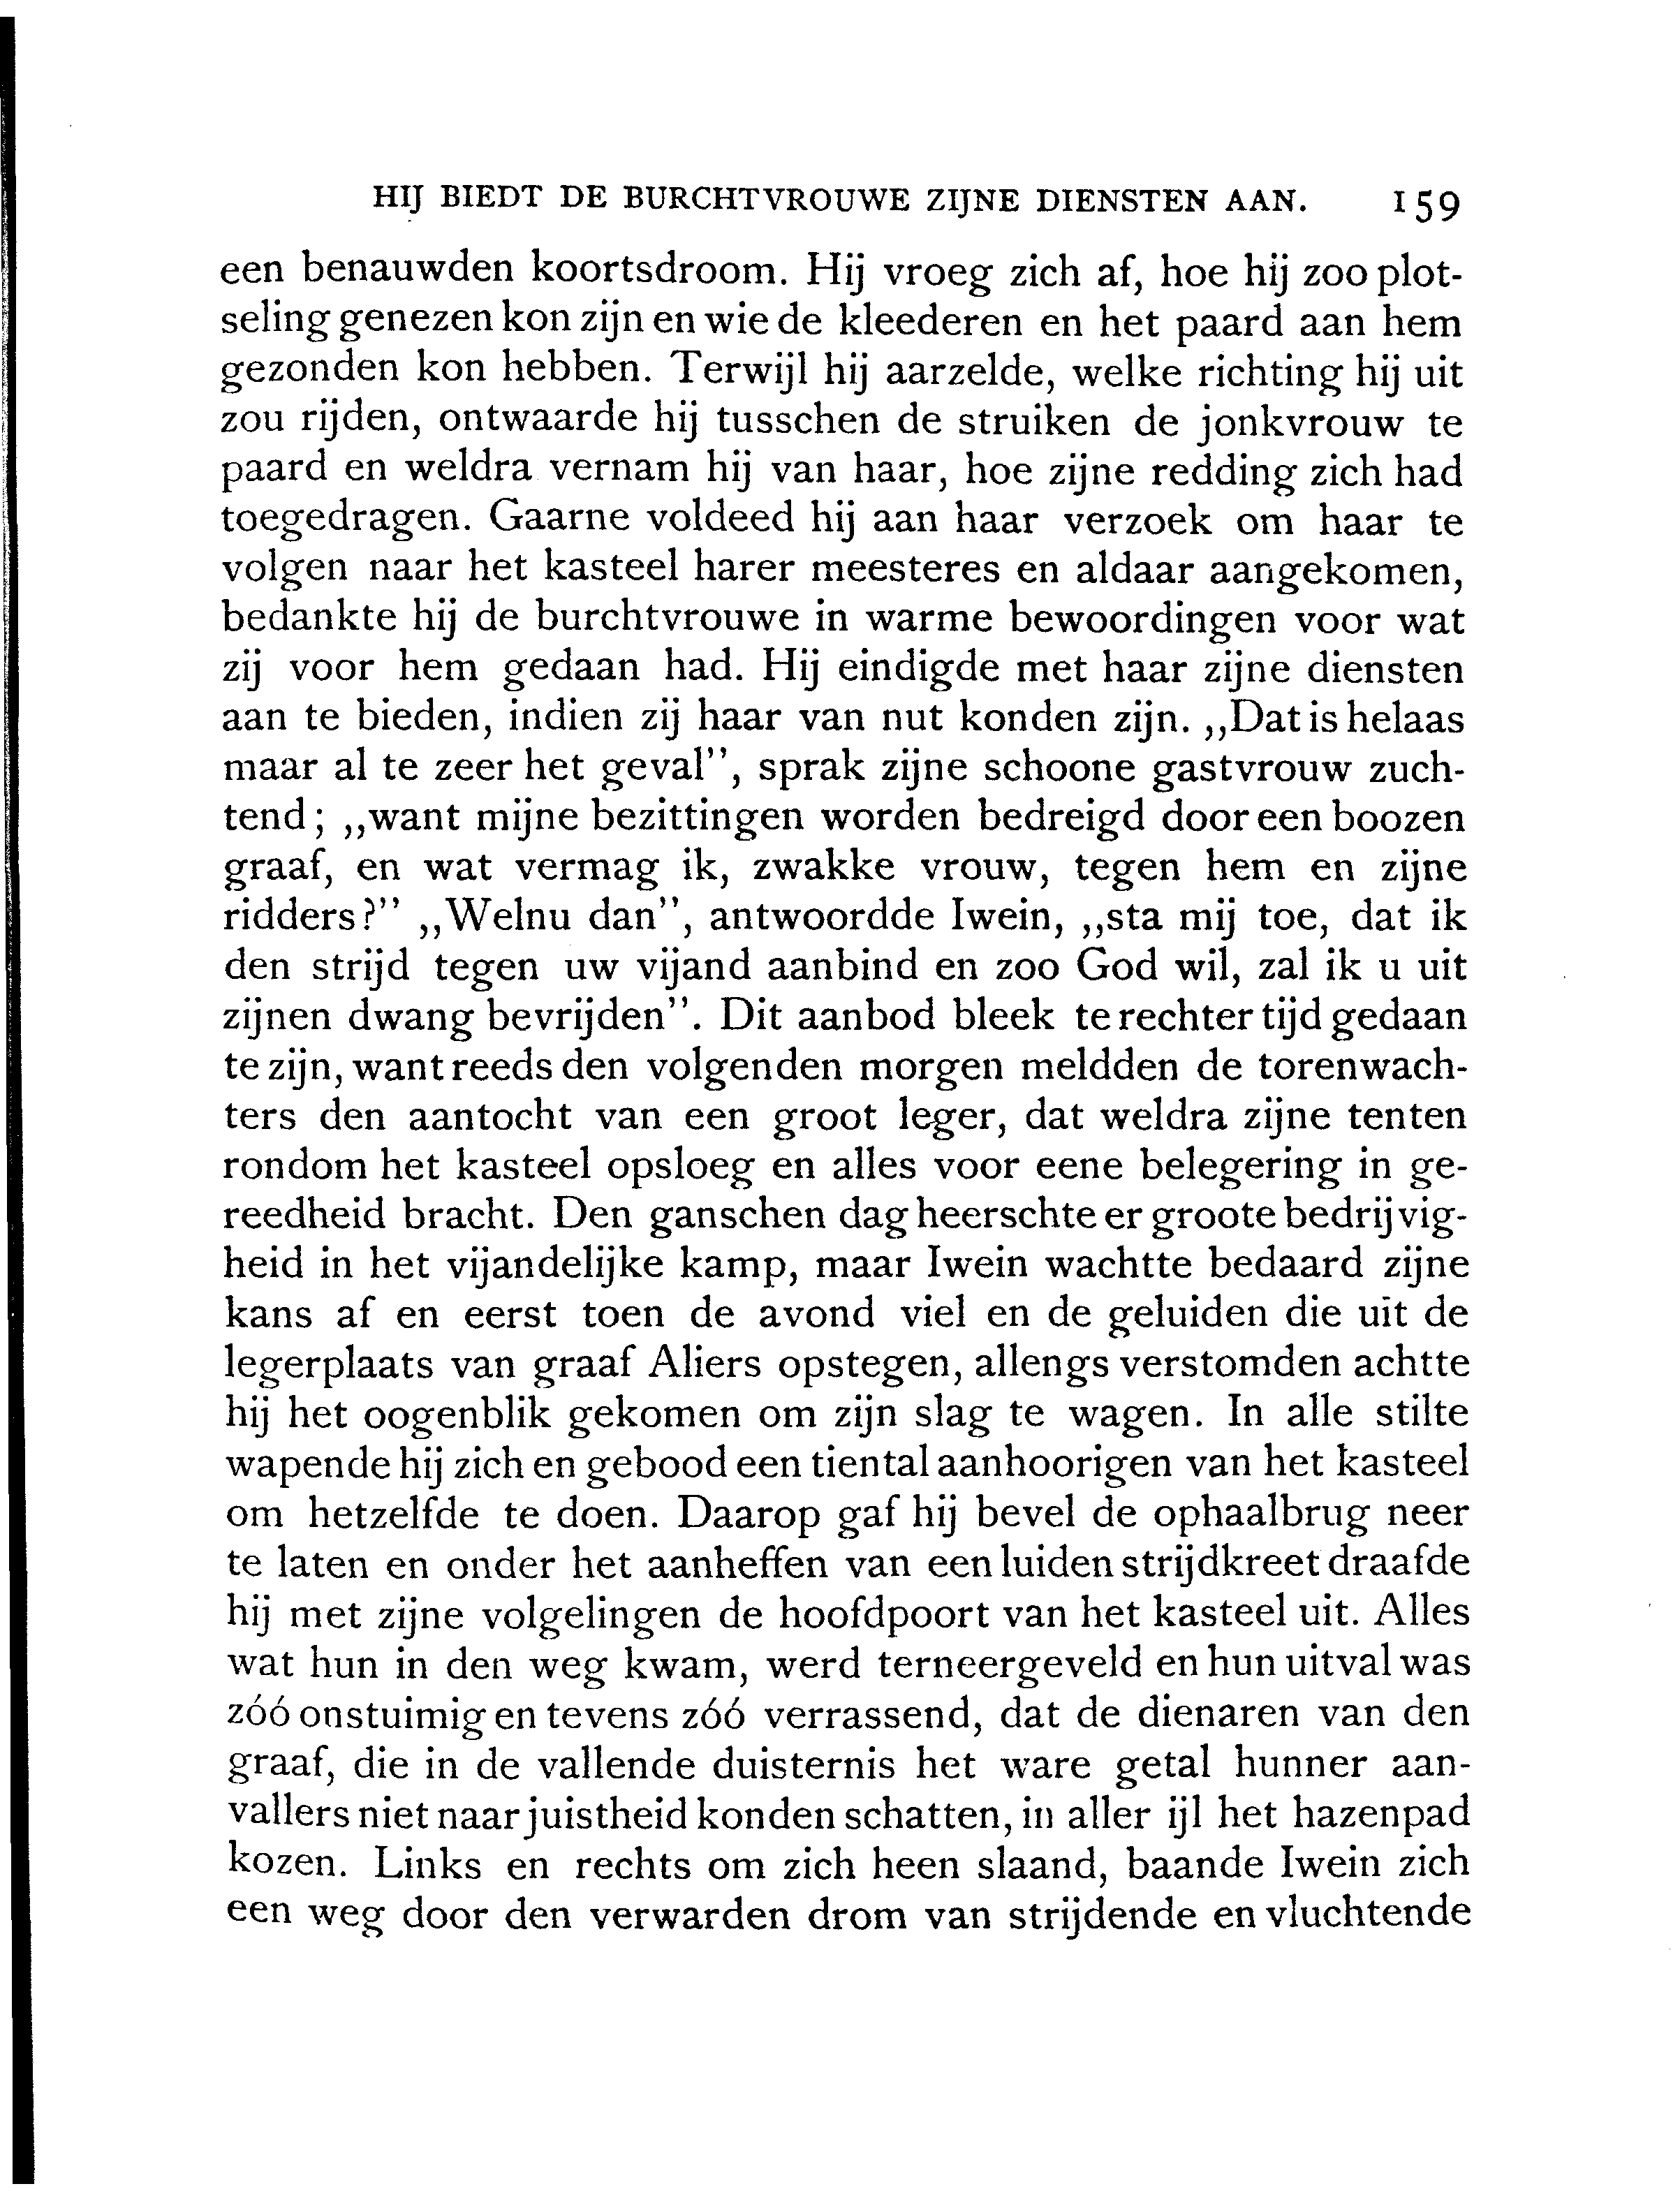 HIJ BIEDT DE BURCHTVROUWE ZIJNE DIENSTEN AAN. 159
een benauwden koortsdroom. Hij vroeg zich af, hoe hij zoo plot-
seling genezen kon zijn en wie de kleederen en het paard aan hem
gezonden kon hebben. Terwijl hij aarzelde, welke richting hij uit
zou rijden, ontwaarde hij tusschen de struiken de jonkvrouw te
paard en weldra vernam hij van haar, hoe zijne redding zich had
toegedragen. Gaarne voldeed hij aan haar verzoek om haar te
volgen naar het kasteel harer meesteres en aldaar aangekomen,
bedankte hij de burchtvrouwe in warme bewoordingen voor wat
zij voor hem gedaan had. Hij eindigde met haar zijne diensten
aan te bieden, indien zij haar van nut konden zijn. ,,Dat is helaas
maar al te zeer het geval'', sprak zijne schoone gastvrouw zuch-
tend; ,,want mijne bezittingen worden bedreigd door een boozen
graaf, en wat vermag ik, zwakke vrouw, tegen hem en zijne
ridders?'' ,,Welnu dan'', antwoordde Iwein, ,,sta mij toe, dat ik
den strijd tegen uw vijand aanbind en zoo God wil, zal ik u uit
zijnen dwang bevrijden''. Dit aanbod bleek te rechter tijd gedaan
te zijn, want reeds den volgenden morgen meldden de torenwach-
ters den aantocht van een groot leger, dat weldra zijne tenten
rondom het kasteel opsloeg en alles voor eene belegering in ge-
reedheid bracht. Den ganschen dag heerschte er groote bedrijvig-
heid in het vijandelijke kamp, maar Iwein wachtte bedaard zijne
kans af en eerst toen de avond viel en de geluiden die uit de
legerplaats van graaf Aliers opstegen, allengs verstomden achtte
hij het oogenblik gekomen om zijn slag te wagen. In alle stilte
wapende hij zich en gebood een tiental aanhoorigen van het kasteel
om hetzelfde te doen. Daarop gaf hij bevel de ophaalbrug neer
te laten en onder het aanheffen van een luiden strijdkreet draafde
hij met zijne volgelingen de hoofdpoort van het kasteel uit. Alles
wat hun in den weg kwam, werd terneergeveld en hun uitval was
zóó onstuimig en tevens zóó verrassend, dat de dienaren van den
graaf, die in de vallende duisternis het ware getal hunner aan-
vallers niet naar juistheid konden schatten, in aller ijl het hazenpad
kozen. Links en rechts om zich heen slaand, baande Iwein zich
een weg door den verwarden drom van strijdende en vluchtende